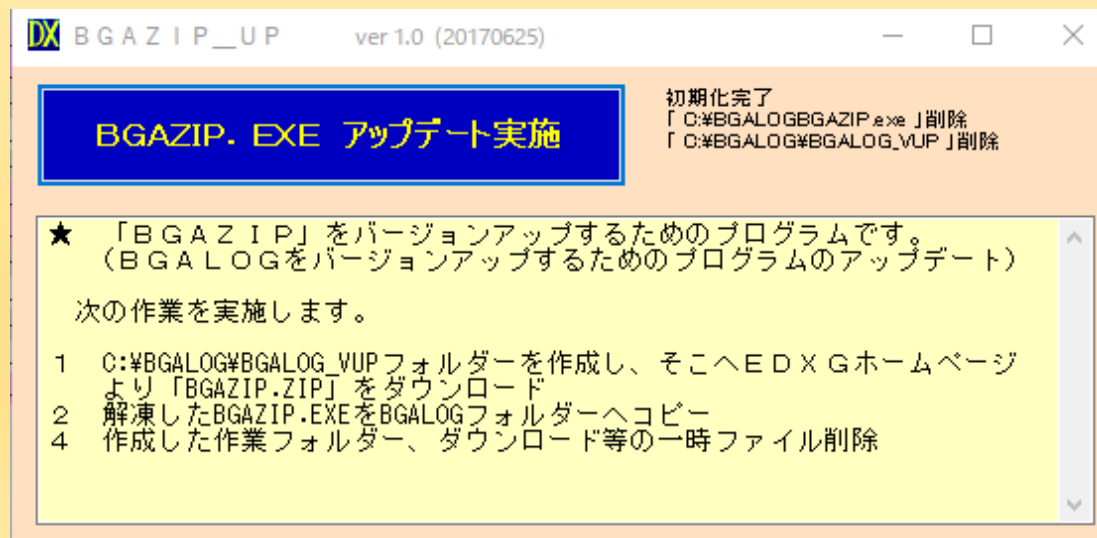 DX ＢＧＡＺＩＰ＿ＵＰ ver 1.0 (20170625)
BGAZIP. EXE アップデート実施
初期化完了
「 C:¥BGALOGBGAZIP.exe 」削除
「 C:¥BGALOG¥BGALOG_VUP 」削除
★ 「ＢＧＡＺＩＰ」をバージョンアップするためのプログラムです。
（ＢＧＡＬＯＧをバージョンアップするためのプログラムのアップデート）
次の作業を実施します。
１ C:¥BGALOG¥BGALOG_VUPフォルダーを作成し、そこへＥＤＸＧホームページ
より「BGAZIP.ZIP」をダウンロード
２ 解凍したBGAZIP.EXEをBGALOGフォルダーへコピー
４ 作成した作業フォルダー、ダウンロード等の一時ファイル削除